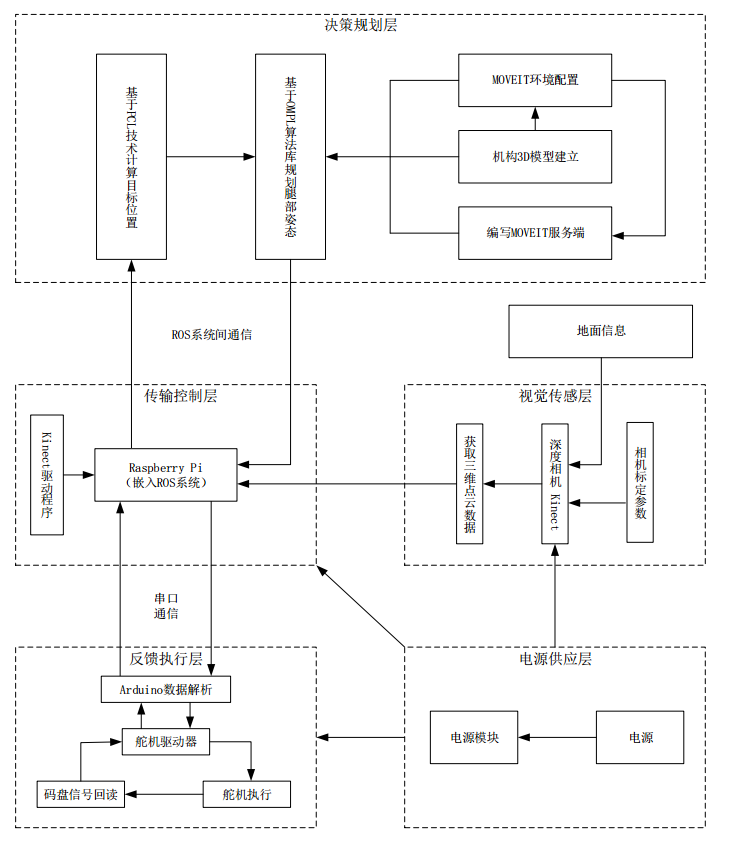 决策规划层
基于PCL技术计算目标位置
基于OMPL算法库规划腿部姿态
MOVEIT环境配置
机构3D模型建立
编写MOVEIT服务端
ROS系统间通信
地面信息
传输控制层
Kinect驱动程序
Raspberry Pi
（嵌入ROS系统）
视觉传感层
获取三维点云数据
深度相机 Kinect
相机标定参数
串口
通信
反馈执行层
Arduino数据解析
舵机驱动器
码盘信号回读
舵机执行
电源供应层
电源模块
电源